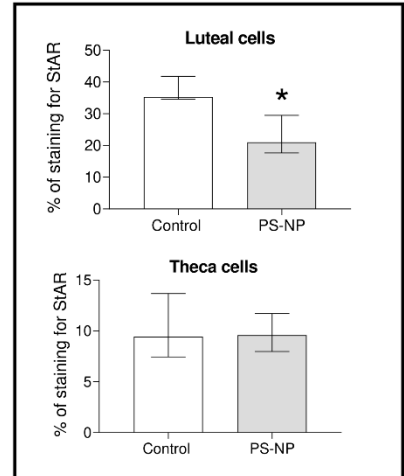 Luteal cells
% of staining for StAR
50
40
30
20
10
0
*
Control
PS-NP
Theca cells
% of staining for StAR
15
10
5
0
Control
PS-NP